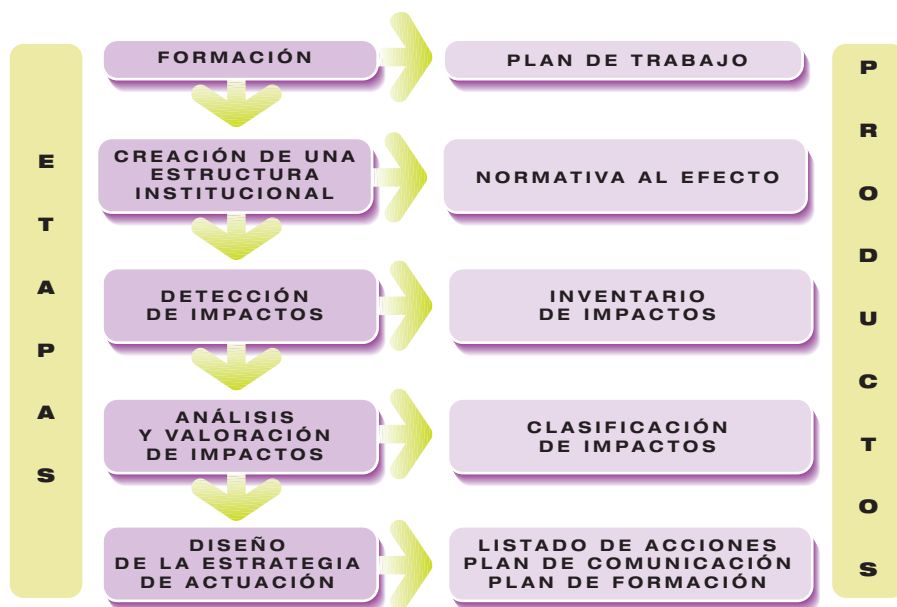 ETAPAS
PRODUCTOS
FORMACIÓN
PLAN DE TRABAJO
CREACIÓN DE UNA
ESTRUCTURA
INSTITUCIONAL
NORMATIVA AL EFECTO
DETECCIÓN
DE IMPACTOS
INVENTARIO
DE IMPACTOS
ANÁLISIS
Y VALORACIÓN
DE IMPACTOS
CLASIFICACIÓN
DE IMPACTOS
DISEÑO
DE LA ESTRATEGIA
DE ACTUACIÓN
LISTADO DE ACCIONES
PLAN DE COMUNICACIÓN
PLAN DE FORMACIÓN